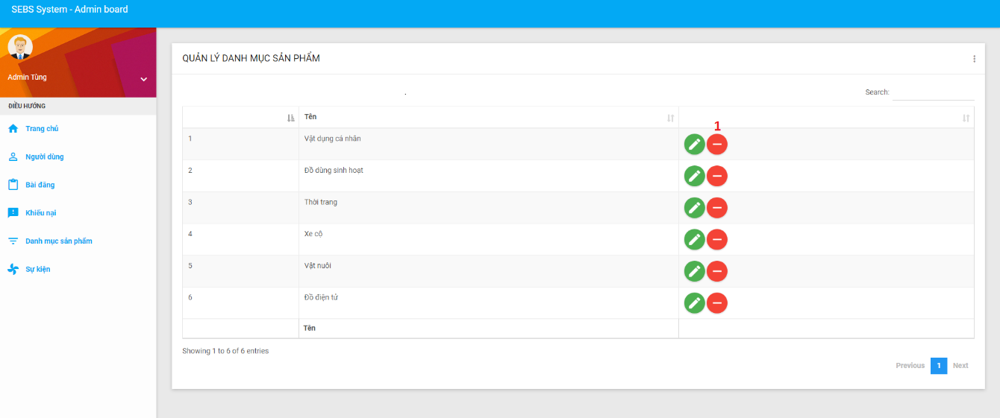 SEBS System - Admin board
Admin Tùng
ĐIỀU HƯỚNG
Trang chủ
Người dùng
Bài đăng
Khiếu nại
Danh mục sản phẩm
Sự kiện
QUẢN LÝ DANH MỤC SẢN PHẨM
.
Search:
Tên
1
1 Vật dụng cá nhân
2 Đồ dùng sinh hoạt
3 Thời trang
4 Xe cộ
5 Vật nuôi
6 Đồ điện tử
Tên
Showing 1 to 6 of 6 entries
Previous 1 Next